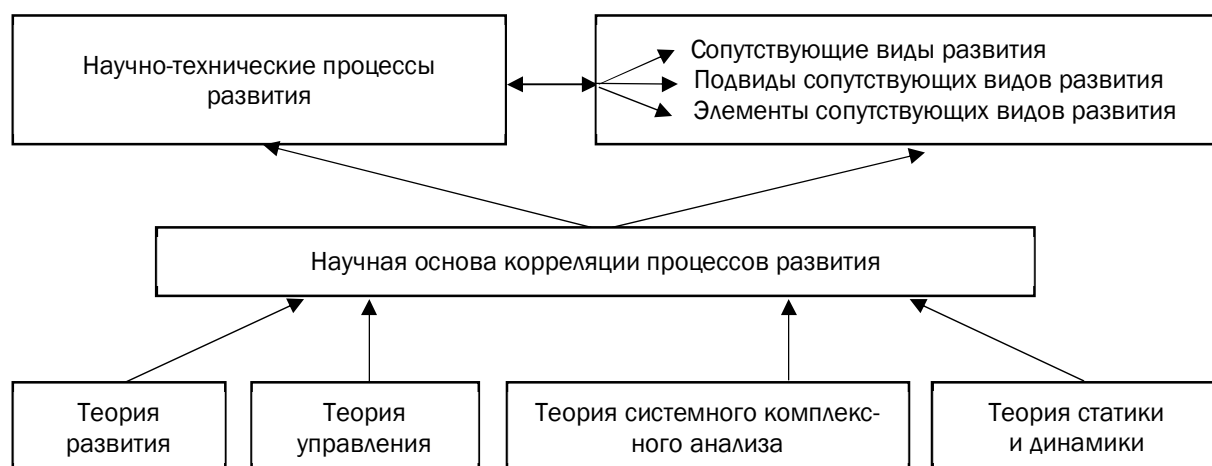 Научно-технические процессы
развития
Сопутствующие виды развития
Подвиды сопутствующих видов развития
Элементы сопутствующих видов развития
Научная основа корреляции процессов развития
Теория
развития
Теория
управления
Теория системного комплекс-
ного анализа
Теория статики
и динамики